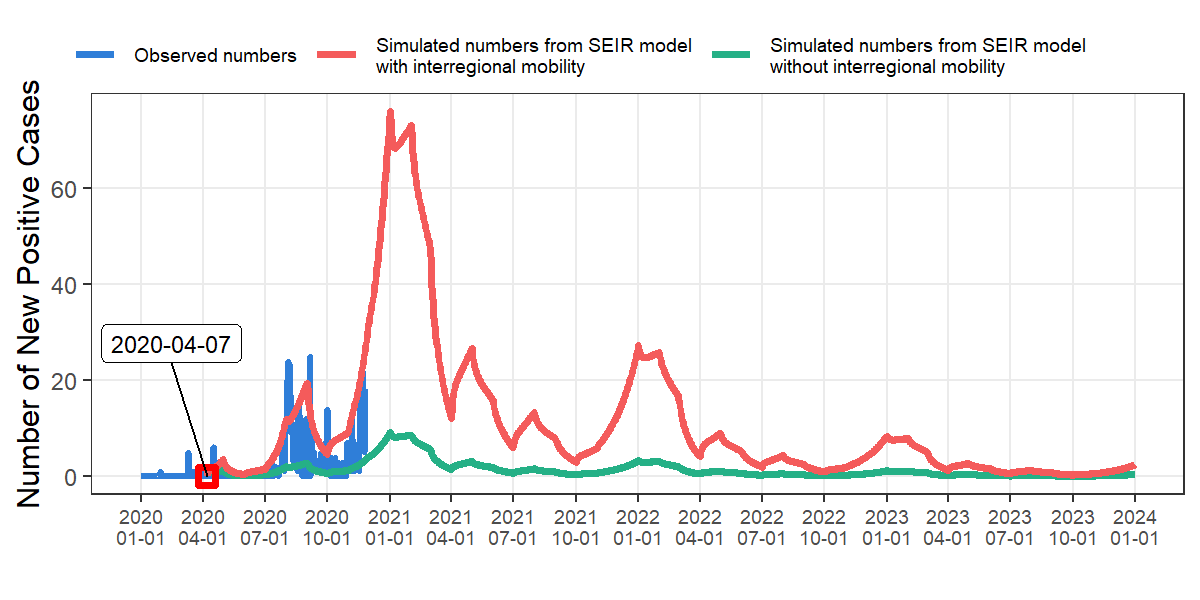 Observed numbers
Simulated numbers from SEIR model
with interregional mobility
Simulated numbers from SEIR model
without interregional mobility
Number of New Positive Cases
60
40
20
0
2020-04-07
2020 2020 2020 2020 2021 2021 2021 2021 2022 2022 2022 2022 2023 2023 2023 2023 2024
01-01 04-01 07-01 10-01 01-01 04-01 07-01 10-01 01-01 04-01 07-01 10-01 01-01 04-01 07-01 10-01 01-01